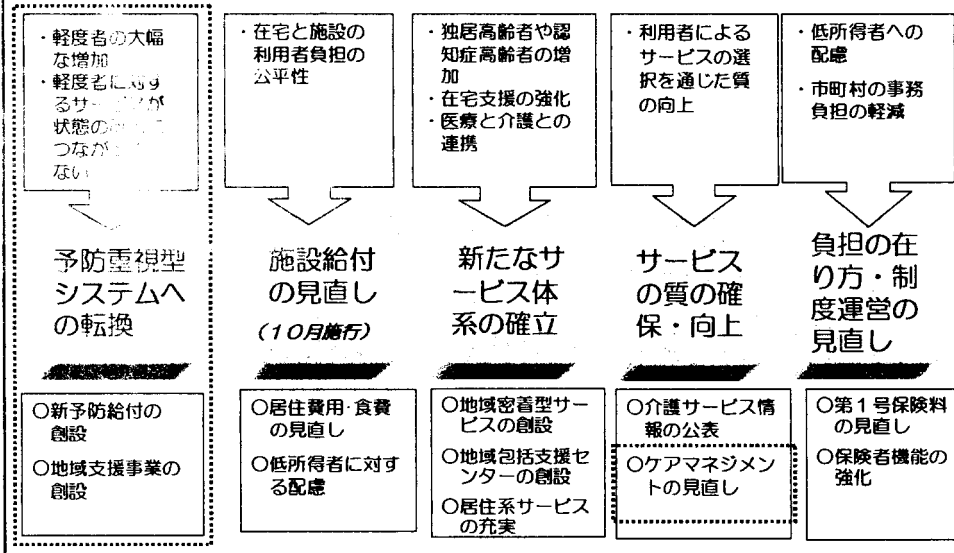 ・軽度者の大幅
な増加
・軽度者に対す
るサービスが
状態の
つながっ
ない
・在宅と施設の
利用者負担の
公平性
・独居高齢者や認
知症高齢者の増
加
・在宅支援の強化
・医療と介護との
連携
・利用者による
サービスの選
択を通じた質
の向上
・低所得者への
配慮
・市町村の事務
負担の軽減
予防重視型
システムへ
の転換
施設給付
の見直し
(10月施行)
新たなサ
ービス体
系の確立
サービス
の質の確
保・向上
負担の在
り方・制
度運営の
見直し
○新予防給付の
創設
○地域支援事業の
創設
○居住費用・食費
の見直し
○低所得者に対す
る配慮
○地域密着型サー
ビスの創設
○地域包括支援セ
ンターの創設
○居住系サービス
の充実
○介護サービス情
報の公表
○ケアマネジメン
トの見直し
○第1号保険料
の見直し
○保険者機能の
強化